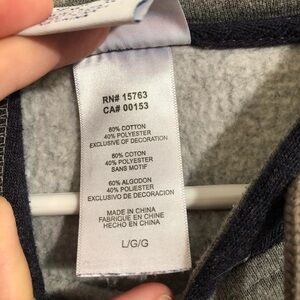 RN# 15763
CA# 00153
60% COTTON
40% POLYESTER
EXCLUSIVE OF DECORATION
60% COTON
40% POLYESTER
SANS MOTIF
60% ALGODON
40% POLIESTER
EXCLUSIVO DE DECORACION
MADE IN CHINA
FABRIQUE EN CHINE
HECHO EN CHINA
L/G/G